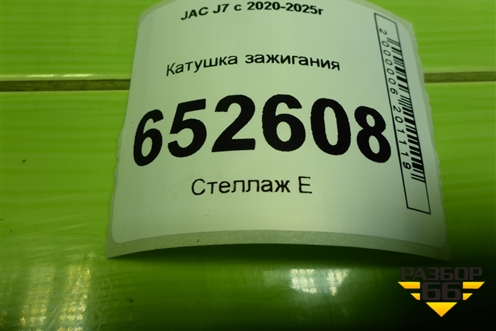 JAC J7 с 2020-2025г
Катушка зажигания
652608
Стеллаж Е
2000006201119
РАЗБОР
66